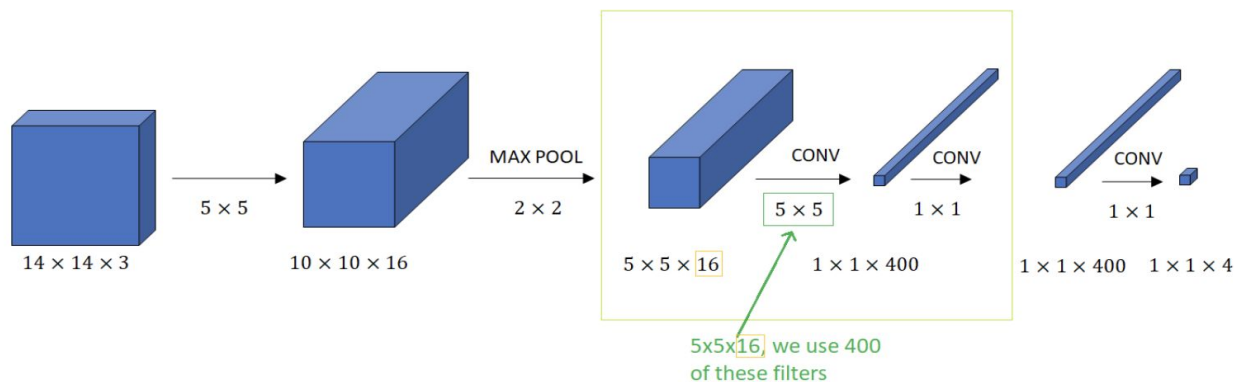 MAX POOL
CONV
CONV
CONV
5 × 5
2 × 2
5 × 5
1 × 1
1 × 1
14 × 14 × 3
10 × 10 × 16
5 × 5 × 16
1 × 1 × 400
1 × 1 × 400
1 × 1 × 4
5x5x16, we use 400
of these filters